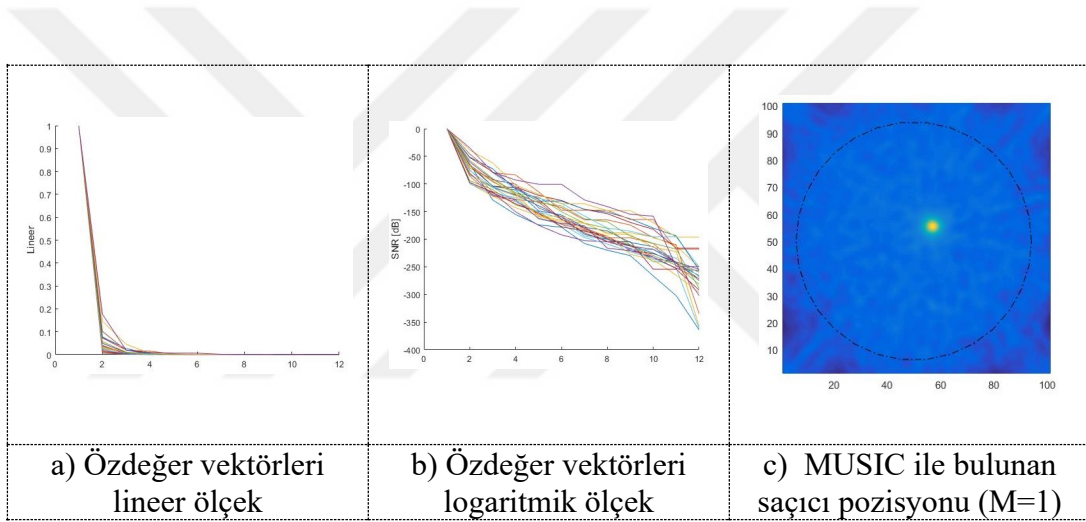 1
0.9
0.8
0.7
0.6
0.5
0.4
0.3
0.2
0.1
0
Lineer
0 2 4 6 8 10 12
0
-50
-100
-150
-200
-250
-300
-350
-400
SNR [dB]
0 2 4 6 8 10 12
100
90
80
70
60
50
40
30
20
10
20 40 60 80 100
a) Özdeğer vektörleri
lineer ölçek
b) Özdeğer vektörleri
logaritmik ölçek
c) MUSIC ile bulunan
saçıcı pozisyonu (M=1)